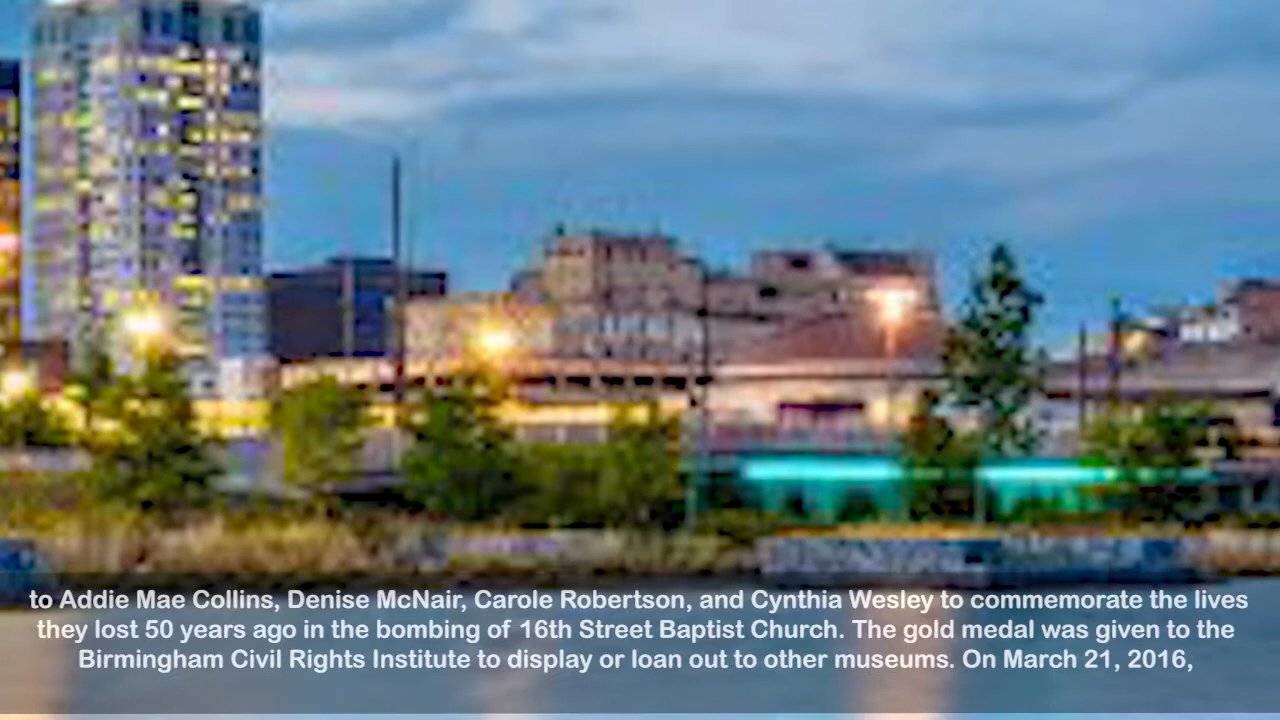 to Addie Mae Collins, Denise McNair, Carole Robertson, and Cynthia Wesley to commemorate the lives
they lost 50 years ago in the bombing of 16th Street Baptist Church. The gold medal was given to the
Birmingham Civil Rights Institute to display or loan out to other museums. On March 21, 2016,